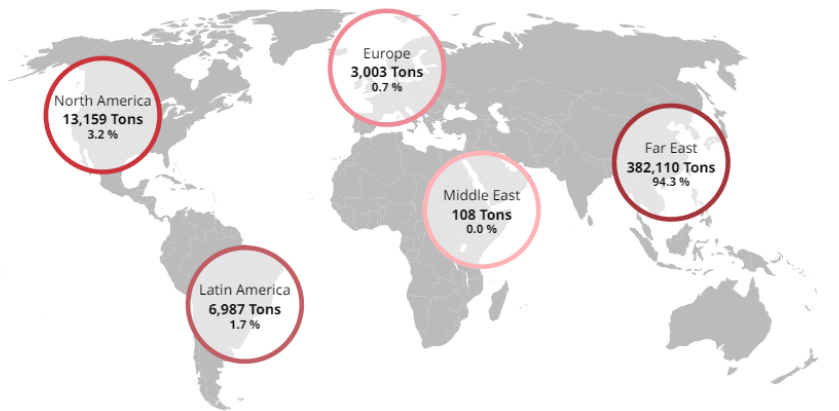 Europe
3,003 Tons
0.7 %
North America
13,159 Tons
3.2 %
Far East
382,110 Tons
94.3 %
Middle East
108 Tons
0.0 %
Latin America
6,987 Tons
1.7 %